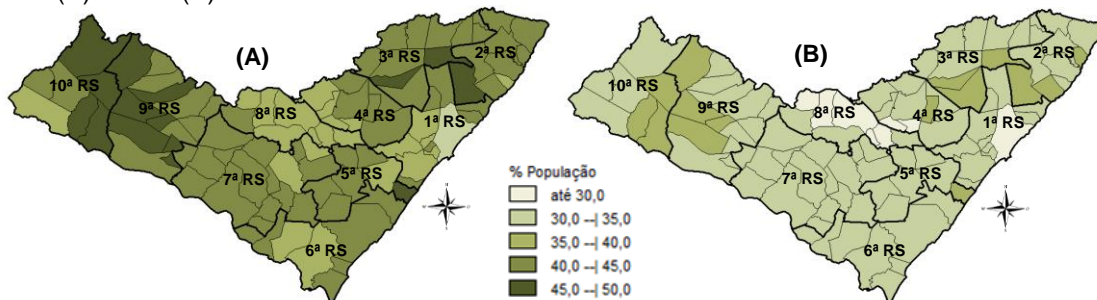 (A)
3ª RS
2ª RS
10ª RS
9ª RS
8ª RS
4ª RS
1ª RS
7ª RS
5ª RS
6ª RS
% População
até 30,0
30,0 --| 35,0
35,0 --| 40,0
40,0 --| 45,0
45,0 --| 50,0
(B)
3ª RS
2ª RS
10ª RS
9ª RS
8ª RS
4ª RS
1ª RS
7ª RS
5ª RS
6ª RS